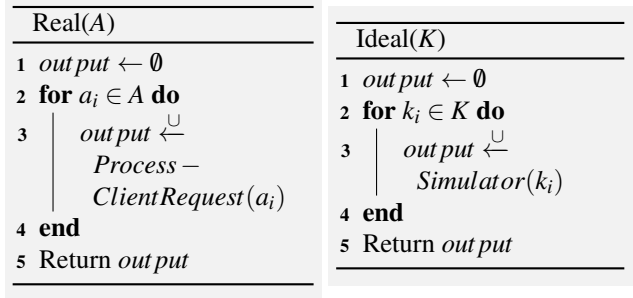 Real(A)
1 output ← ∅
2 for a_i ∈ A do
3 output ←^∪
Process −
ClientRequest(a_i)
4 end
5 Return output
Ideal(K)
1 output ← ∅
2 for k_i ∈ K do
3 output ←^∪
Simulator(k_i)
4 end
5 Return output